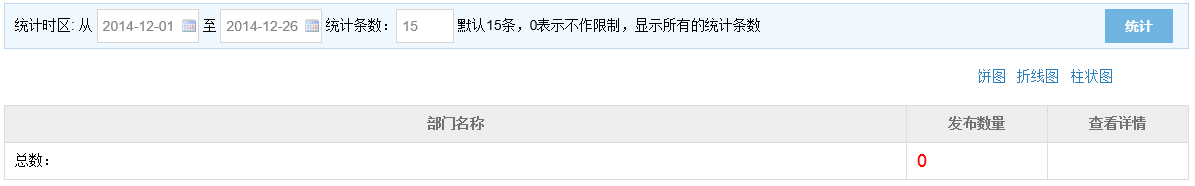 统计时区: 从 2014-12-01 至 2014-12-26 统计条数： 15 默认15条，0表示不作限制，显示所有的统计条数 统计
饼图 折线图 柱状图
部门名称 发布数量 查看详情
总数： 0